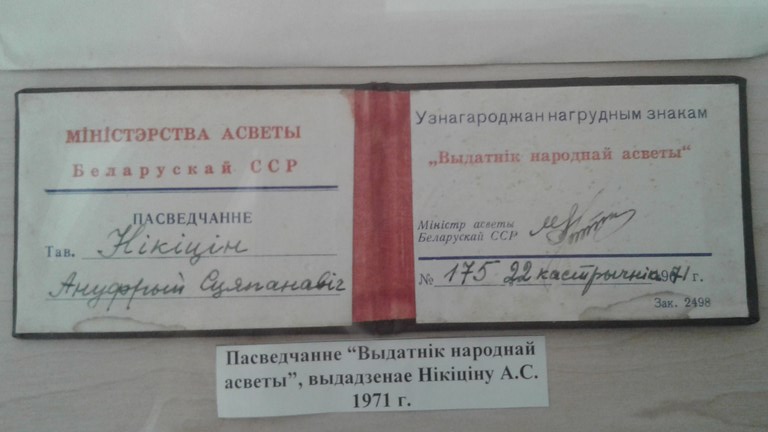 МІНІСТЭРСТВА АСВЕТЫ
Беларускай ССР
ПАСВЕДЧАННЕ
Тав. Нікіцін
Ануфрый Сцяпанавіч
Узнагароджан нагрудным знакам
„Выдатнік народнай асветы“
Міністр асветы
Беларускай ССР
№ 175 22 кастрычніка 1971 г.
Зак. 2498
Пасведчанне “Выдатнік народнай
асветы”, выдадзенае Нікіціну А.С.
1971 г.